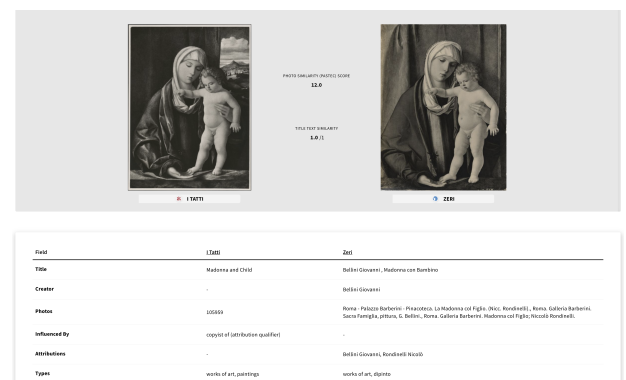 PHOTO SIMILARITY (PASTEC) SCORE
12.0
TITLE TEXT SIMILARITY
1.0 /1
I TATTI
ZERI
Field I Tatti Zeri
Title Madonna and Child Bellini Giovanni , Madonna con Bambino
Creator - Bellini Giovanni
Photos 105959 Roma - Palazzo Barberini - Pinacoteca. La Madonna col Figlio. (Nicc. Rondinelli)., Roma. Galleria Barberini.
Sacra Famiglia, pittura, G. Bellini., Roma. Galleria Barberini. Madonna col Figlio; Niccolò Rondinelli.
Influenced By copyist of (attribution qualifier) -
Attributions - Bellini Giovanni, Rondinelli Nicolò
Types works of art, paintings works of art, dipinto